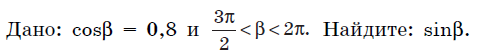 Дано: cosβ = 0,8 и 3π/2 < β < 2π. Найдите: sinβ.